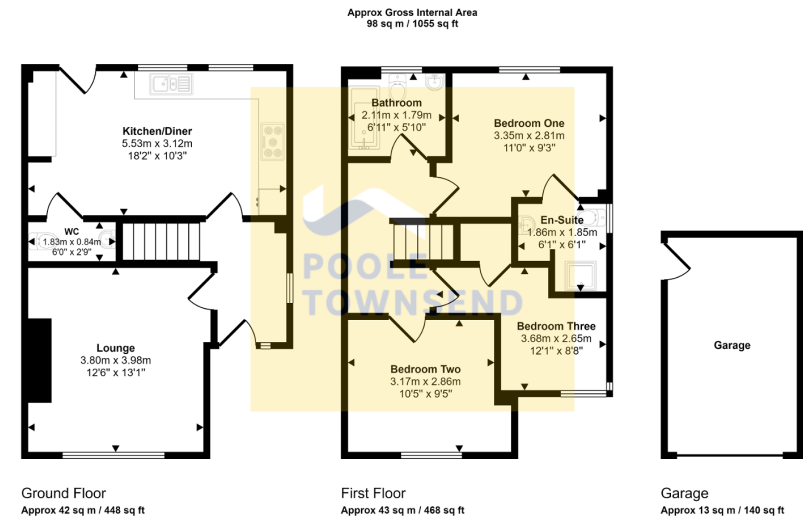 Approx Gross Internal Area
98 sq m / 1055 sq ft
Kitchen/Diner
5.53m x 3.12m
18'2" x 10'3"
WC
1.83m x 0.84m
6'0" x 2'9"
Lounge
3.80m x 3.98m
12'6" x 13'1"
Bathroom
2.11m x 1.79m
6'11" x 5'10"
Bedroom One
3.35m x 2.81m
11'0" x 9'3"
En-Suite
1.86m x 1.85m
6'1" x 6'1"
Bedroom Three
3.68m x 2.65m
12'1" x 8'8"
Bedroom Two
3.17m x 2.86m
10'5" x 9'5"
POOLE
TOWNSEND
Garage
Ground Floor
Approx 42 sq m / 448 sq ft
First Floor
Approx 43 sq m / 468 sq ft
Garage
Approx 13 sq m / 140 sq ft